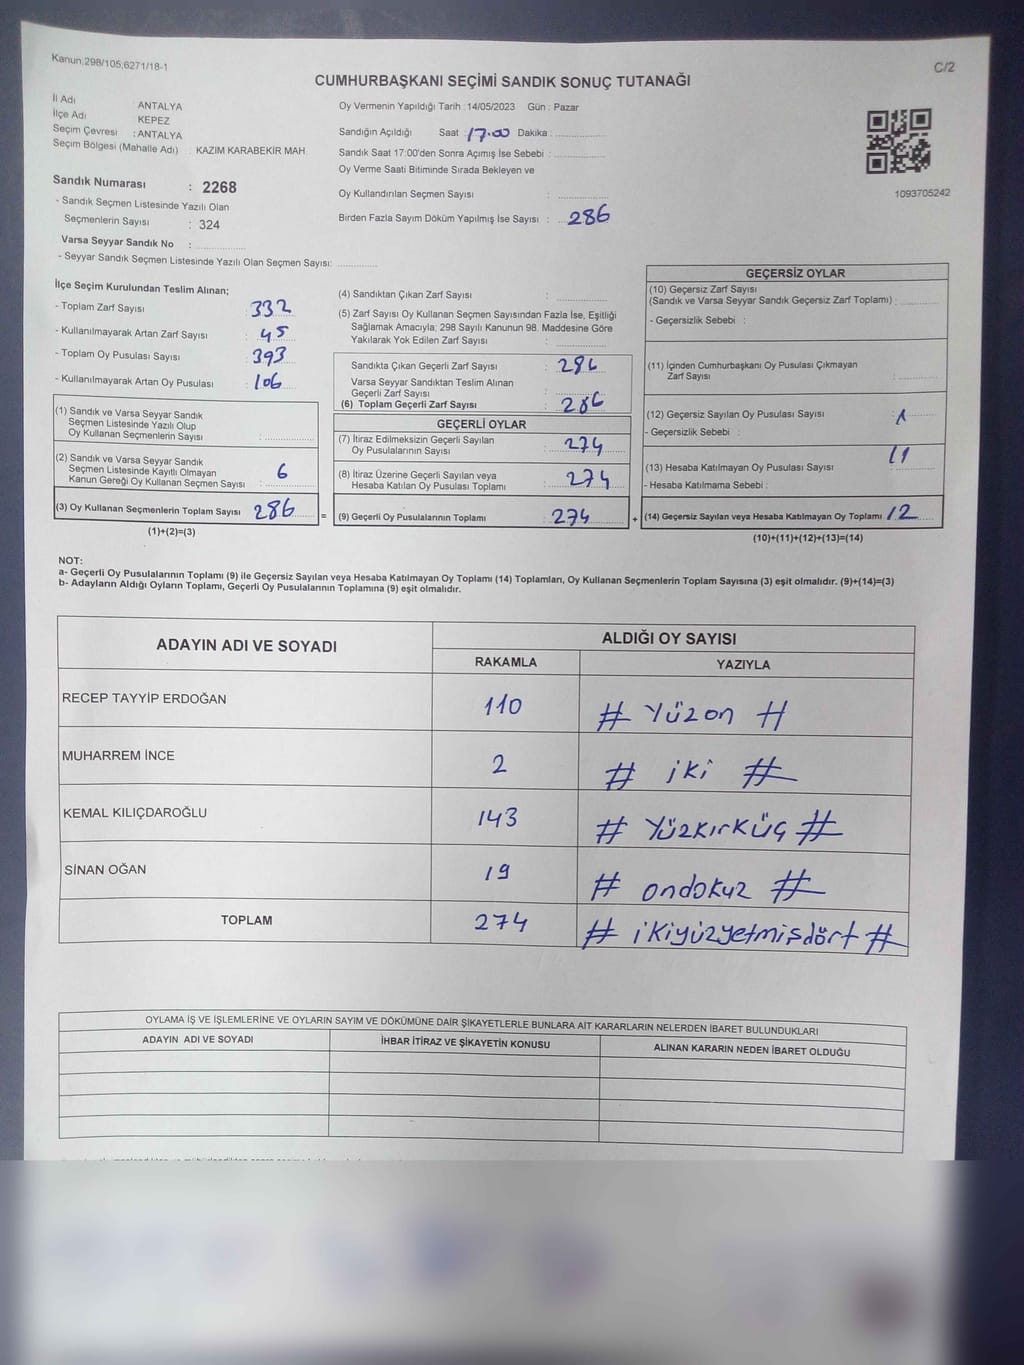 Kanun.298/105,6271/18-1
C/2
CUMHURBAŞKANI SEÇİMİ SANDIK SONUÇ TUTANAĞI
İl Adı ANTALYA
İlçe Adı KEPEZ
Seçim Çevresi : ANTALYA
Seçim Bölgesi (Mahalle Adı) : KAZIM KARABEKİR MAH.
Sandık Numarası : 2268
- Sandık Seçmen Listesinde Yazılı Olan
Seçmenlerin Sayısı : 324
Varsa Seyyar Sandık No :
- Seyyar Sandık Seçmen Listesinde Yazılı Olan Seçmen Sayısı:
Oy Vermenin Yapıldığı Tarih : 14/05/2023 Gün : Pazar
Sandığın Açıldığı Saat : 17.00 Dakika :
Sandık Saat 17:00'den Sonra Açımış İse Sebebi :
Oy Verme Saati Bitiminde Sırada Bekleyen ve
Oy Kullandırılan Seçmen Sayısı :
Birden Fazla Sayım Döküm Yapılmış İse Sayısı : 286
1093705242
İlçe Seçim Kurulundan Teslim Alınan;
- Toplam Zarf Sayısı : 332
- Kullanılmayarak Artan Zarf Sayısı : 45
- Toplam Oy Pusulası Sayısı : 393
- Kullanılmayarak Artan Oy Pusulası : 106
(1) Sandık ve Varsa Seyyar Sandık
Seçmen Listesinde Yazılı Olup
Oy Kullanan Seçmenlerin Sayısı :
(2) Sandık ve Varsa Seyyar Sandık
Seçmen Listesinde Kayıtlı Olmayan
Kanun Gereği Oy Kullanan Seçmen Sayısı : 6
(3) Oy Kullanan Seçmenlerin Toplam Sayısı 286
(1)+(2)=(3)
=
(4) Sandıktan Çıkan Zarf Sayısı :
(5) Zarf Sayısı Oy Kullanan Seçmen Sayısından Fazla İse, Eşitliği
Sağlamak Amacıyla; 298 Sayılı Kanunun 98. Maddesine Göre
Yakılarak Yok Edilen Zarf Sayısı :
Sandıkta Çıkan Geçerli Zarf Sayısı : 286
Varsa Seyyar Sandıktan Teslim Alınan
Geçerli Zarf Sayısı :
(6) Toplam Geçerli Zarf Sayısı : 286
GEÇERLİ OYLAR
(7) İtiraz Edilmeksizin Geçerli Sayılan
Oy Pusulalarının Sayısı : 274
(8) İtiraz Üzerine Geçerli Sayılan veya
Hesaba Katılan Oy Pusulası Toplamı : 274
(9) Geçerli Oy Pusulalarının Toplamı : 274
+
GEÇERSİZ OYLAR
(10) Geçersiz Zarf Sayısı
(Sandık ve Varsa Seyyar Sandık Geçersiz Zarf Toplamı) :
- Geçersizlik Sebebi :
(11) İçinden Cumhurbaşkanı Oy Pusulası Çıkmayan
Zarf Sayısı :
(12) Geçersiz Sayılan Oy Pusulası Sayısı : 1
- Geçersizlik Sebebi :
(13) Hesaba Katılmayan Oy Pusulası Sayısı : 11
- Hesaba Katılmama Sebebi :
(14) Geçersiz Sayılan veya Hesaba Katılmayan Oy Toplamı 12
(10)+(11)+(12)+(13)=(14)
NOT:
a- Geçerli Oy Pusulalarının Toplamı (9) ile Geçersiz Sayılan veya Hesaba Katılmayan Oy Toplamı (14) Toplamları, Oy Kullanan Seçmenlerin Toplam Sayısına (3) eşit olmalıdır. (9)+(14)=(3)
b- Adayların Aldığı Oyların Toplamı, Geçerli Oy Pusulalarının Toplamına (9) eşit olmalıdır.
ADAYIN ADI VE SOYADI ALDIĞI OY SAYISI
RAKAMLA YAZIYLA
RECEP TAYYİP ERDOĞAN 110 # Yüzon #
MUHARREM İNCE 2 # iki #
KEMAL KILIÇDAROĞLU 143 # Yüzkırküç #
SİNAN OĞAN 19 # ondokuz #
TOPLAM 274 # ikiyüzyetmişdört #
OYLAMA İŞ VE İŞLEMLERİNE VE OYLARIN SAYIM VE DÖKÜMÜNE DAİR ŞİKAYETLERLE BUNLARA AİT KARARLARIN NELERDEN İBARET BULUNDUKLARI
ADAYIN ADI VE SOYADI İHBAR İTİRAZ VE ŞİKAYETİN KONUSU ALINAN KARARIN NEDEN İBARET OLDUĞU